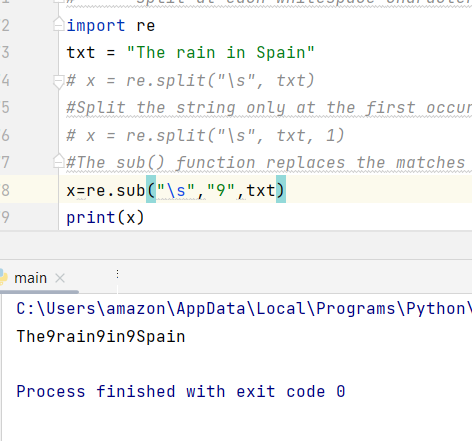 import re
txt = "The rain in Spain"
# x = re.split("\s", txt)
#Split the string only at the first
# x = re.split("\s", txt, 1)
#The sub() function replaces the matches
x=re.sub("\s","9",txt)
print(x)
main
C:\Users\amazon\AppData\Local\Programs\Python\
The9rain9in9Spain
Process finished with exit code 0